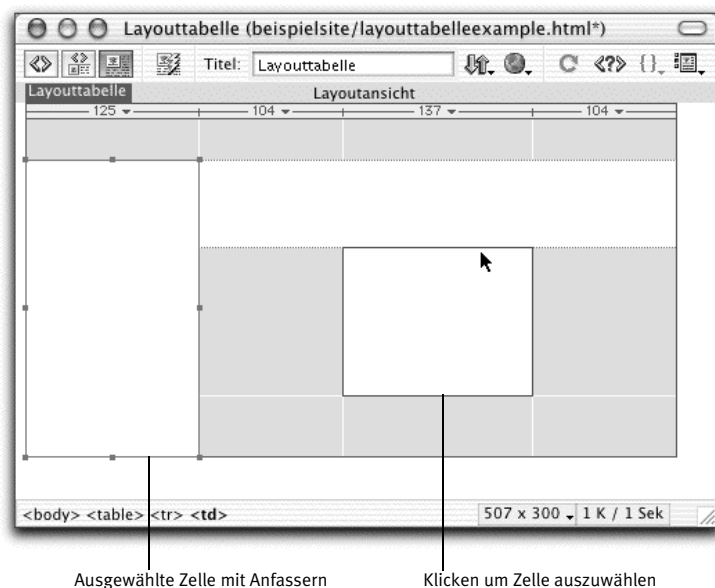 Layouttabelle (beispielsite/layouttabelleexample.html*)
Titel: Layouttabelle
Layouttabelle Layoutansicht
125 104 137 104
<body> <table> <tr> <td> 507 x 300 1 K / 1 Sek
Ausgewählte Zelle mit Anfassern Klicken um Zelle auszuwählen